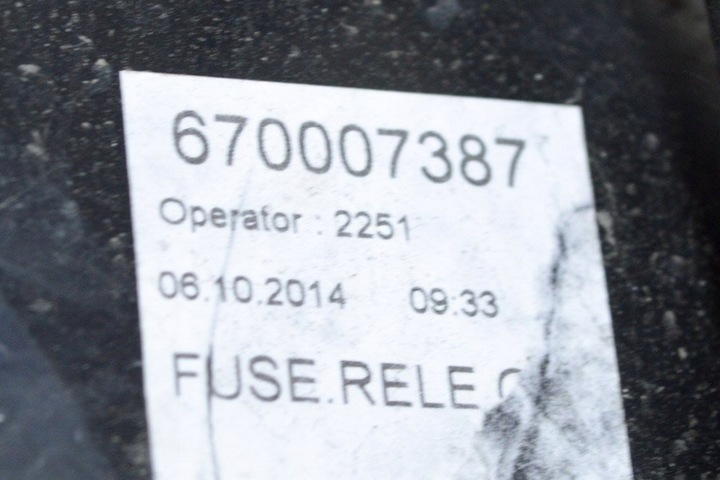 670007387
Operator : 2251
06.10.2014 09:33
FUSE.RELE